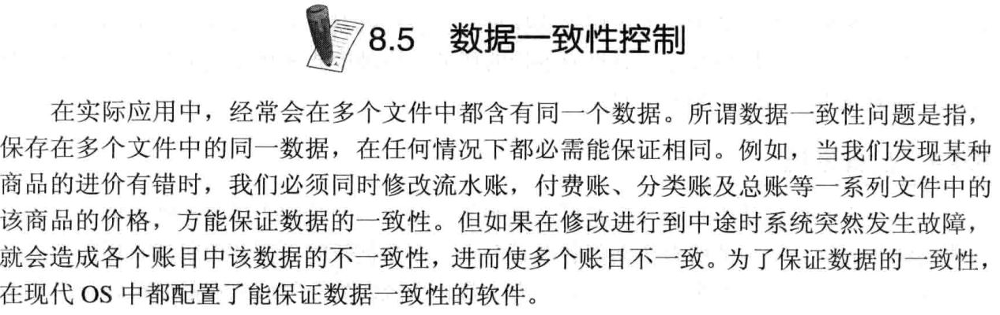 8.5 数据一致性控制
在实际应用中，经常会在多个文件中都含有同一个数据。所谓数据一致性问题是指，
保存在多个文件中的同一数据，在任何情况下都必需能保证相同。例如，当我们发现某种
商品的进价有错时，我们必须同时修改流水账，付费账、分类账及总账等一系列文件中的
该商品的价格，方能保证数据的一致性。但如果在修改进行到中途时系统突然发生故障，
就会造成各个账目中该数据的不一致性，进而使多个账目不一致。为了保证数据的一致性，
在现代 OS 中都配置了能保证数据一致性的软件。